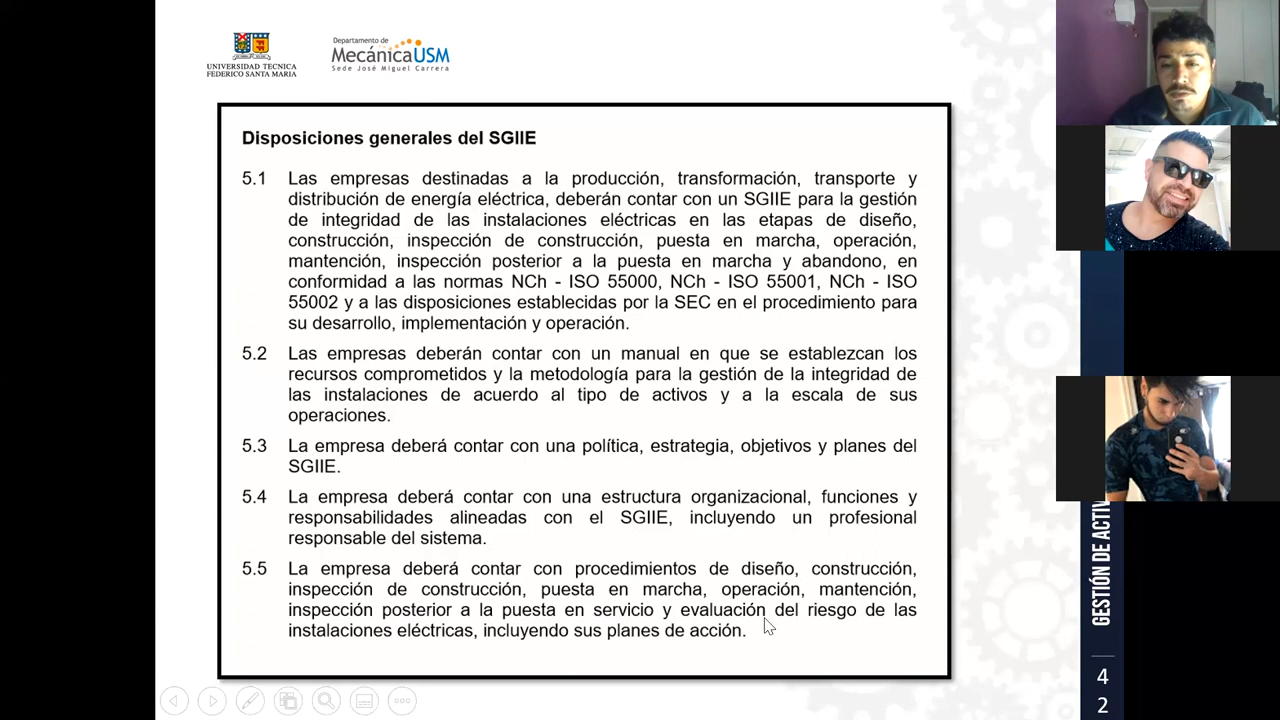 UNIVERSIDAD TECNICA
FEDERICO SANTA MARIA
Departamento de
MecánicaUSM
Sede José Miguel Carrera
Disposiciones generales del SGIIE
5.1 Las empresas destinadas a la producción, transformación, transporte y
distribución de energía eléctrica, deberán contar con un SGIIE para la gestión
de integridad de las instalaciones eléctricas en las etapas de diseño,
construcción, inspección de construcción, puesta en marcha, operación,
mantención, inspección posterior a la puesta en marcha y abandono, en
conformidad a las normas NCh - ISO 55000, NCh - ISO 55001, NCh - ISO
55002 y a las disposiciones establecidas por la SEC en el procedimiento para
su desarrollo, implementación y operación.
5.2 Las empresas deberán contar con un manual en que se establezcan los
recursos comprometidos y la metodología para la gestión de la integridad de
las instalaciones de acuerdo al tipo de activos y a la escala de sus
operaciones.
5.3 La empresa deberá contar con una política, estrategia, objetivos y planes del
SGIIE.
5.4 La empresa deberá contar con una estructura organizacional, funciones y
responsabilidades alineadas con el SGIIE, incluyendo un profesional
responsable del sistema.
5.5 La empresa deberá contar con procedimientos de diseño, construcción,
inspección de construcción, puesta en marcha, operación, mantención,
inspección posterior a la puesta en servicio y evaluación del riesgo de las
instalaciones eléctricas, incluyendo sus planes de acción.
GESTIÓN DE ACTIV
4
2